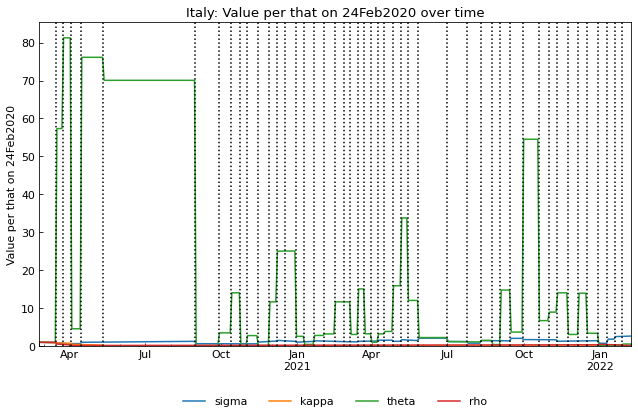 Italy: Value per that on 24Feb2020 over time
Value per that on 24Feb2020
80
70
60
50
40
30
20
10
0
Apr Jul Oct Jan Apr Jul Oct Jan
2021 2022
sigma kappa theta rho